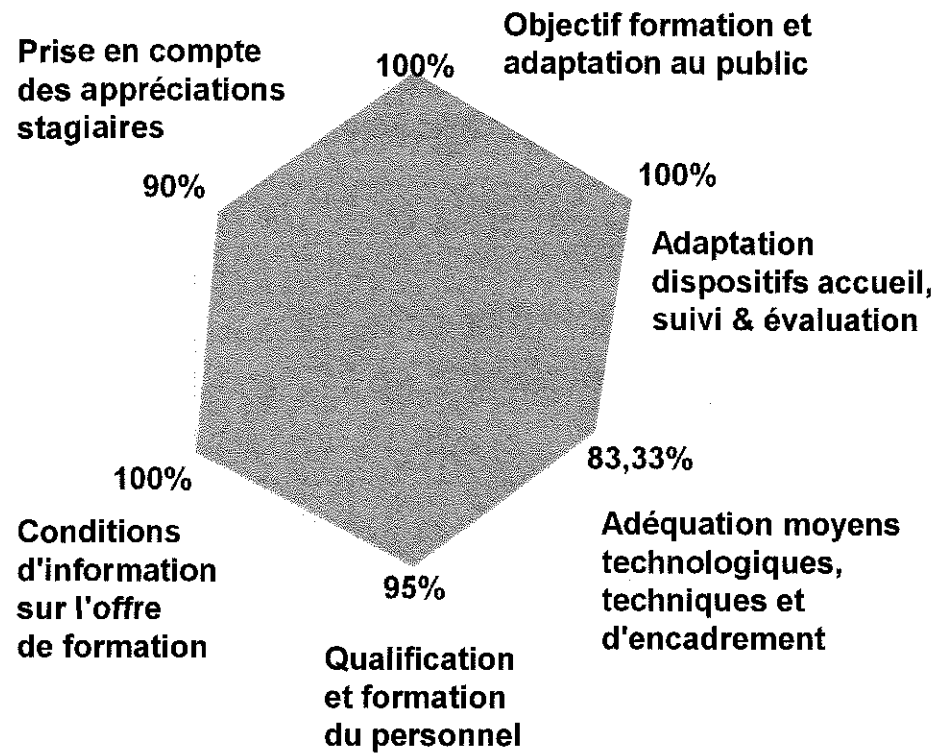 Objectif formation et
adaptation au public
100%
100%
Adaptation
dispositifs accueil,
suivi & évaluation
83,33%
Adéquation moyens
technologiques,
techniques et
d'encadrement
95%
Qualification
et formation
du personnel
100%
Conditions
d'information
sur l'offre
de formation
90%
Prise en compte
des appréciations
stagiaires